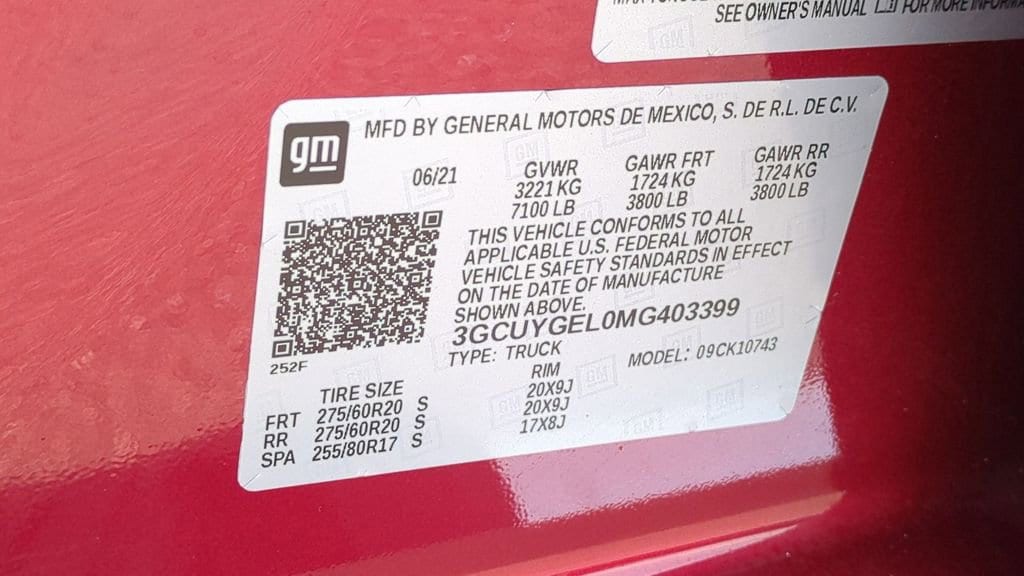 SEE OWNER'S MANUAL FOR MORE
gm
MFD BY GENERAL MOTORS DE MEXICO, S. DE R.L. DE C.V.
06/21 GVWR GAWR FRT GAWR RR
3221 KG 1724 KG 1724 KG
7100 LB 3800 LB 3800 LB
THIS VEHICLE CONFORMS TO ALL
APPLICABLE U.S. FEDERAL MOTOR
VEHICLE SAFETY STANDARDS IN EFFECT
ON THE DATE OF MANUFACTURE
SHOWN ABOVE.
3GCUYGEL0MG403399
TYPE: TRUCK MODEL: 09CK10743
252F
TIRE SIZE RIM
FRT 275/60R20 S 20X9J
RR 275/60R20 S 20X9J
SPA 255/80R17 S 17X8J